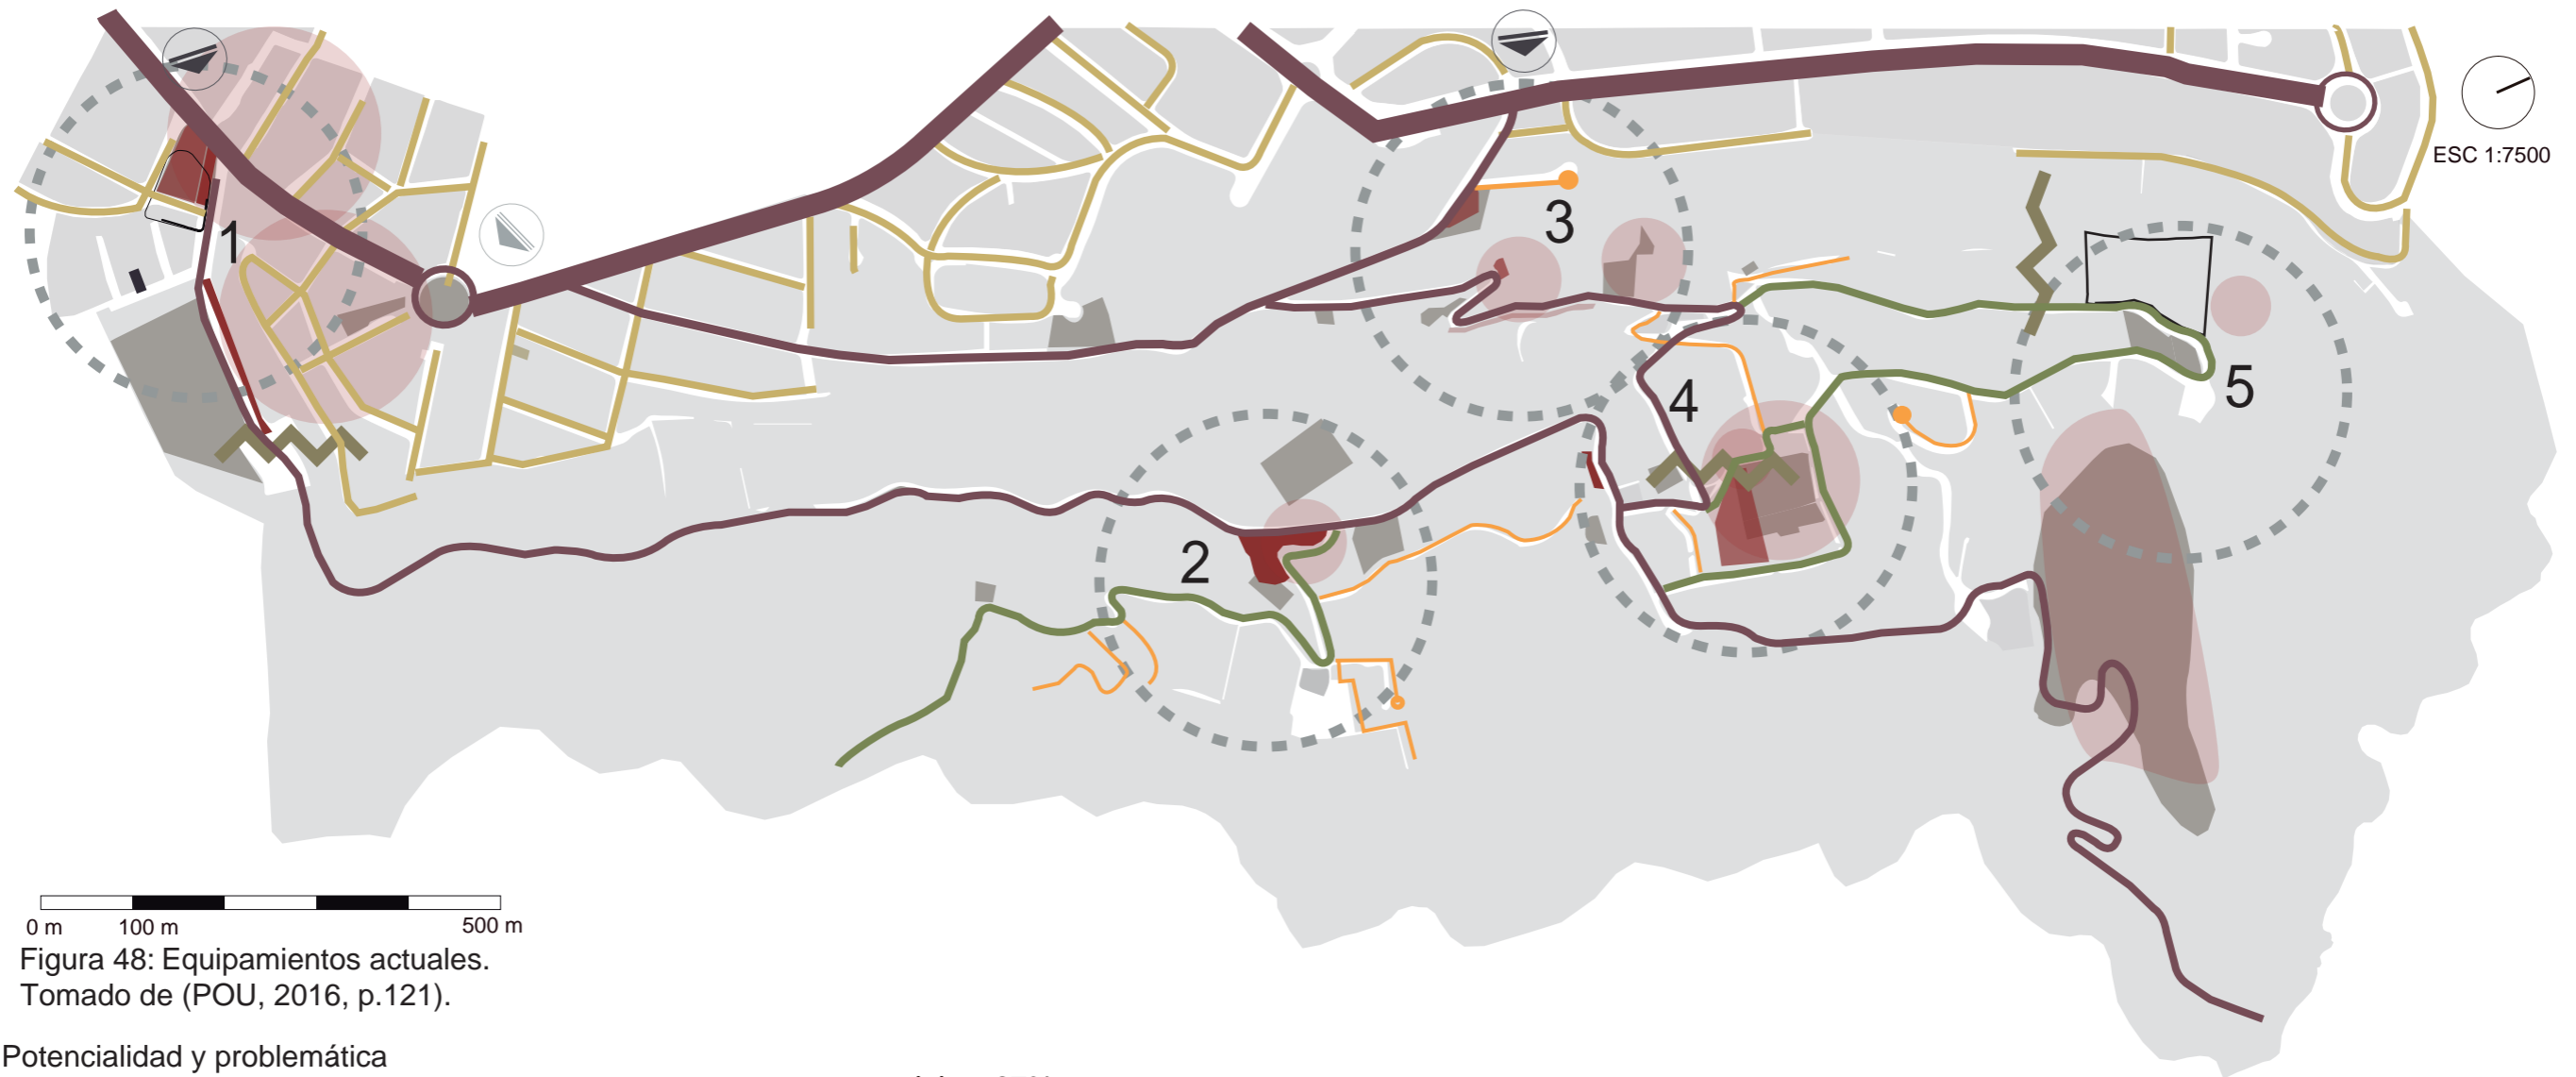 ESC 1:7500
1
3
4
5
2
0 m 100 m 500 m
Figura 48: Equipamientos actuales.
Tomado de (POU, 2016, p.121).
Potencialidad y problemática